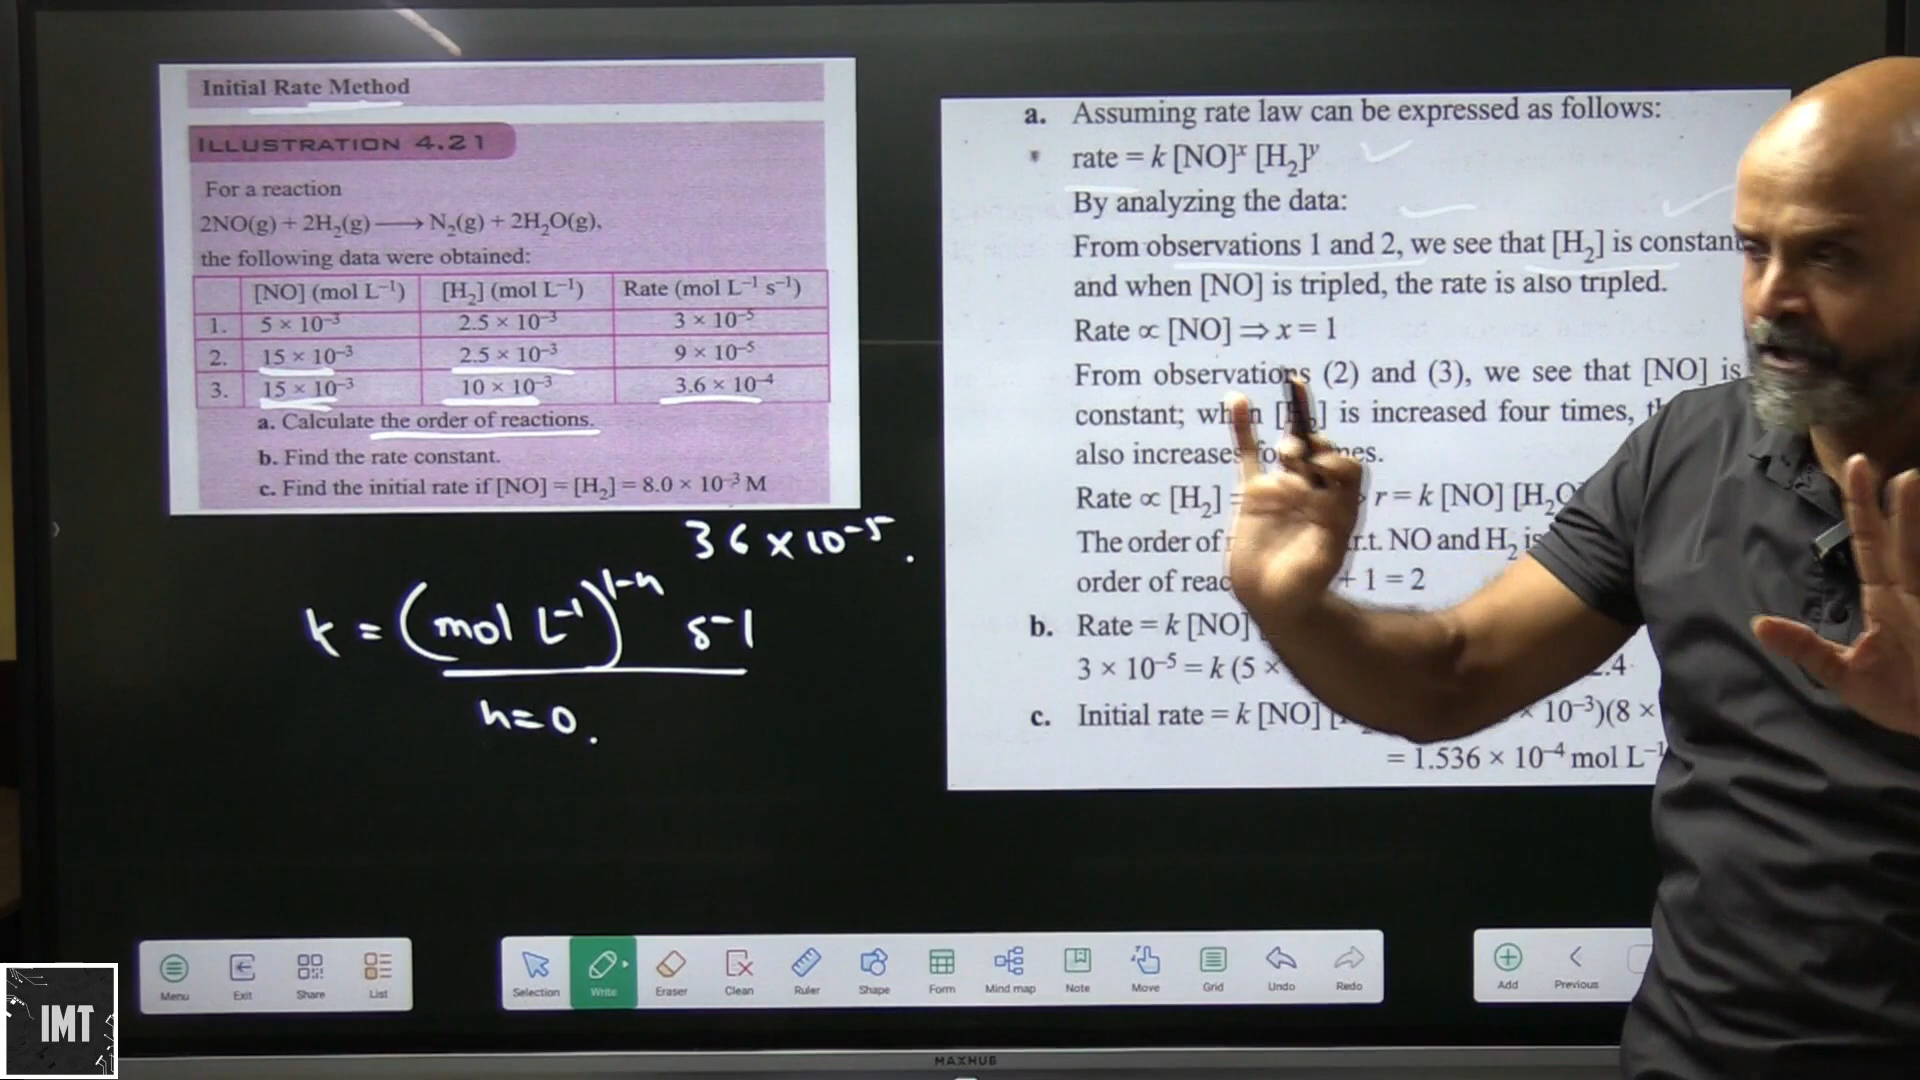 Initial Rate Method
ILLUSTRATION 4.21
For a reaction
2NO(g) + 2H₂(g) ⟶ N₂(g) + 2H₂O(g),
the following data were obtained:
[NO] (mol L⁻¹) [H₂] (mol L⁻¹) Rate (mol L⁻¹ s⁻¹)
1. 5 × 10⁻³ 2.5 × 10⁻³ 3 × 10⁻⁵
2. 15 × 10⁻³ 2.5 × 10⁻³ 9 × 10⁻⁵
3. 15 × 10⁻³ 10 × 10⁻³ 3.6 × 10⁻⁴
a. Calculate the order of reactions.
b. Find the rate constant.
c. Find the initial rate if [NO] = [H₂] = 8.0 × 10⁻³ M
36 × 10⁻⁵.
k = (mol L⁻¹)¹⁻ⁿ s⁻¹
n = 0.
a. Assuming rate law can be expressed as follows:
rate = k [NO]ˣ [H₂]ʸ
By analyzing the data:
From observations 1 and 2, we see that [H₂] is constant
and when [NO] is tripled, the rate is also tripled.
Rate ∝ [NO] ⇒ x = 1
From observations (2) and (3), we see that [NO] is
constant; when [H₂] is increased four times,
also increases
Rate ∝ [H₂] r = k [NO] [H₂O
The order of r.t. NO and H₂ is
order of + 1 = 2
b. Rate = k [NO]
3 × 10⁻⁵ = k (5 × .4
c. Initial rate = k [NO] × 10⁻³)(8 ×
= 1.536 × 10⁻⁴ mol L⁻¹
Menu Exit Share List Selection Write Eraser Clean Ruler Shape Form Mind map Note Move Grid Undo Redo Add Previous
IMT
MAXHUB